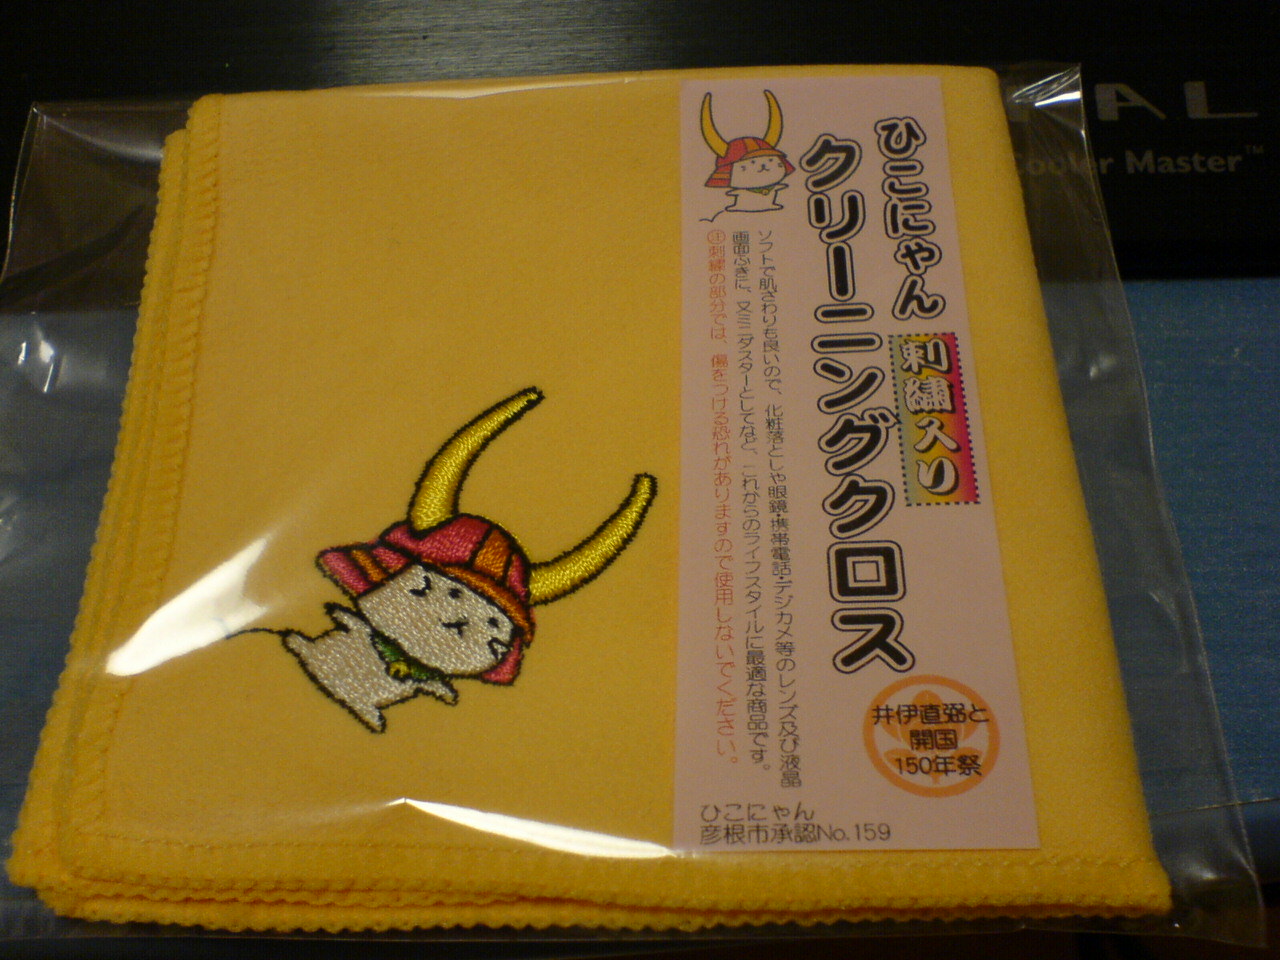 ひこにゃん
刺繍入り
クリーニングクロス
ソフトで肌ざわりも良いので、化粧落としや眼鏡・携帯電話・デジカメ等のレンズ及び液晶
画面ふきに、又ミニダスターとしてなど、これからのライフスタイルに最適な商品です。
㊟刺繍の部分では、傷をつける恐れがありますので使用しないでください。
井伊直弼と
開国
150年祭
ひこにゃん
彦根市承認No.159
AL
Cooler Master™